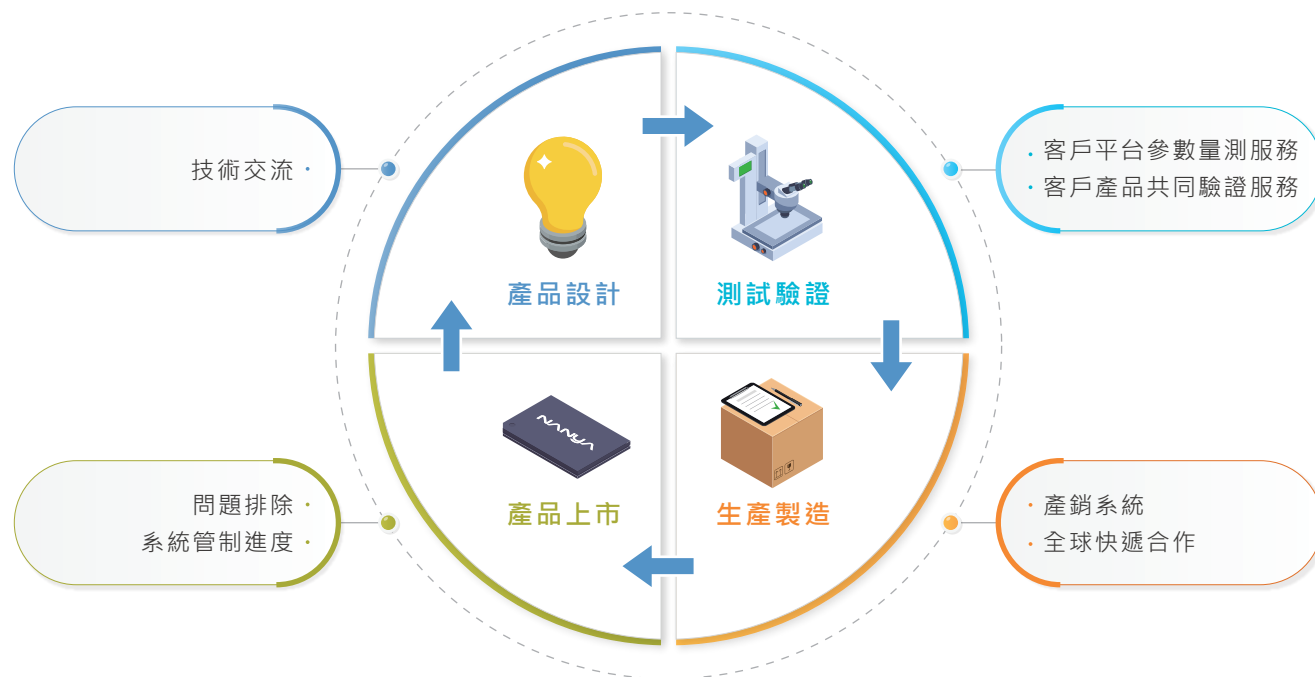 技術交流
產品設計
測試驗證
客戶平台參數量測服務
客戶產品共同驗證服務
問題排除
系統管制進度
NANYA
產品上市
生產製造
產銷系統
全球快遞合作